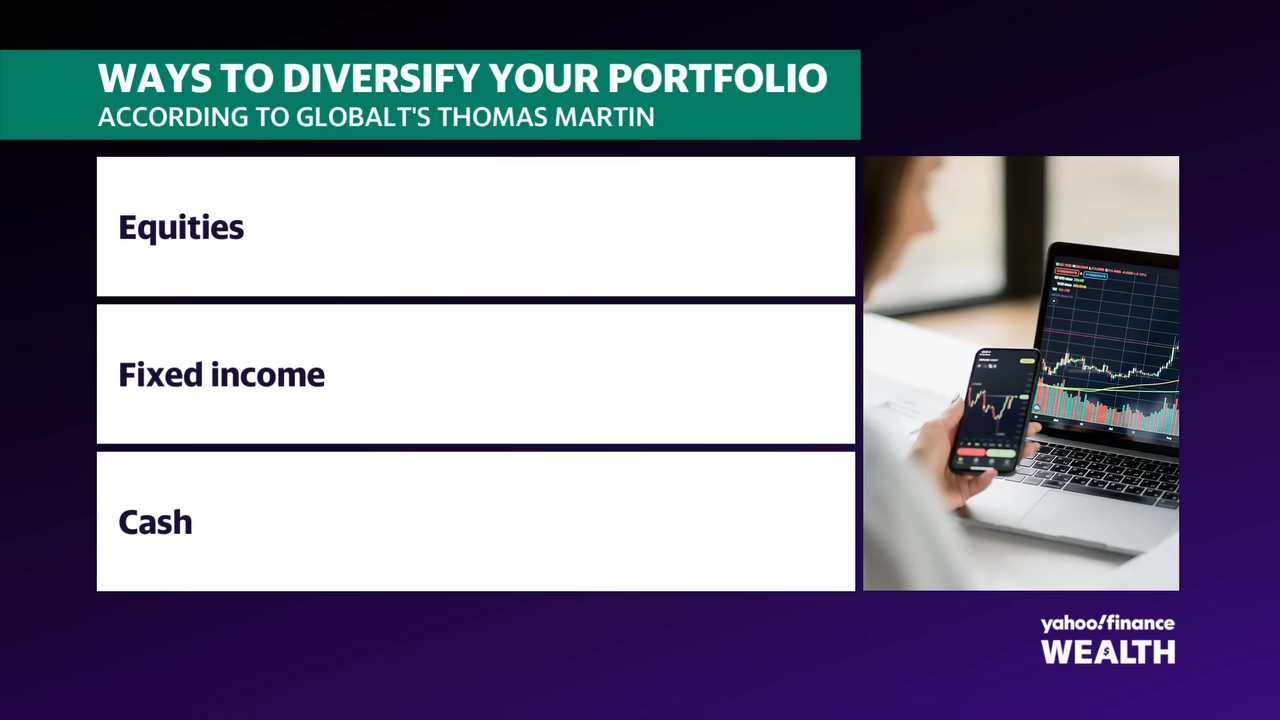 WAYS TO DIVERSIFY YOUR PORTFOLIO
ACCORDING TO GLOBALT'S THOMAS MARTIN
Equities
Fixed income
Cash
yahoo!finance
WEALTH